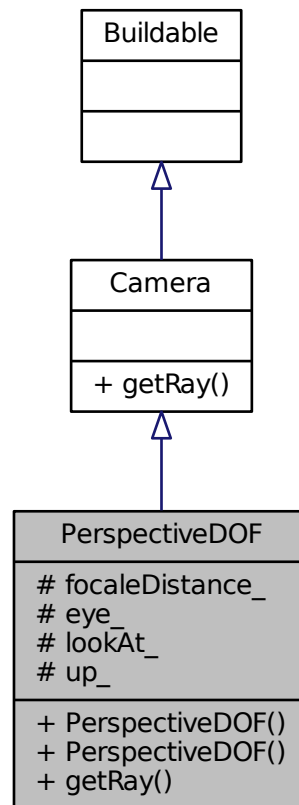 Buildable
Camera
+ getRay()
PerspectiveDOF
# focaleDistance_
# eye_
# lookAt_
# up_
+ PerspectiveDOF()
+ PerspectiveDOF()
+ getRay()